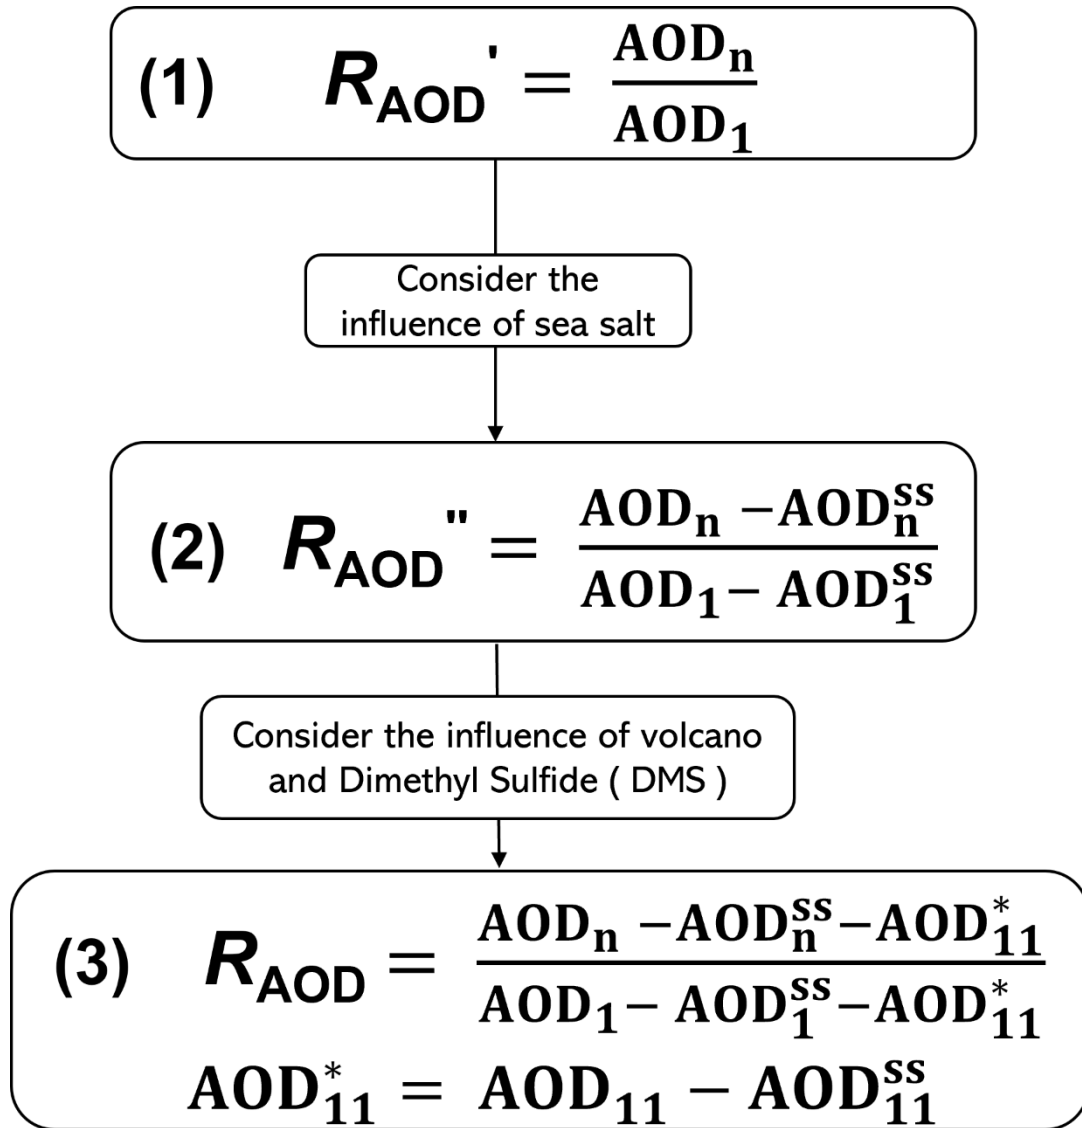 (1) R_AOD' = AOD_n / AOD_1
Consider the
influence of sea salt
(2) R_AOD" = (AOD_n − AOD_n^ss) / (AOD_1 − AOD_1^ss)
Consider the influence of volcano
and Dimethyl Sulfide ( DMS )
(3) R_AOD = (AOD_n − AOD_n^ss − AOD_11^*) / (AOD_1 − AOD_1^ss − AOD_11^*)
AOD_11^* = AOD_11 − AOD_11^ss